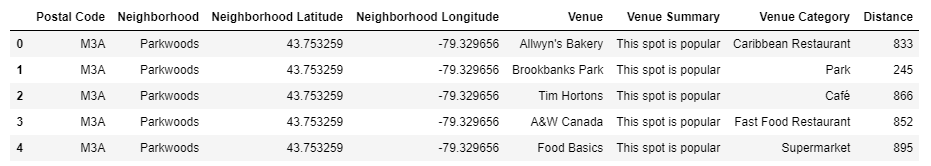 Postal Code Neighborhood Neighborhood Latitude Neighborhood Longitude Venue Venue Summary Venue Category Distance
0 M3A Parkwoods 43.753259 -79.329656 Allwyn's Bakery This spot is popular Caribbean Restaurant 833
1 M3A Parkwoods 43.753259 -79.329656 Brookbanks Park This spot is popular Park 245
2 M3A Parkwoods 43.753259 -79.329656 Tim Hortons This spot is popular Café 866
3 M3A Parkwoods 43.753259 -79.329656 A&W Canada This spot is popular Fast Food Restaurant 852
4 M3A Parkwoods 43.753259 -79.329656 Food Basics This spot is popular Supermarket 895